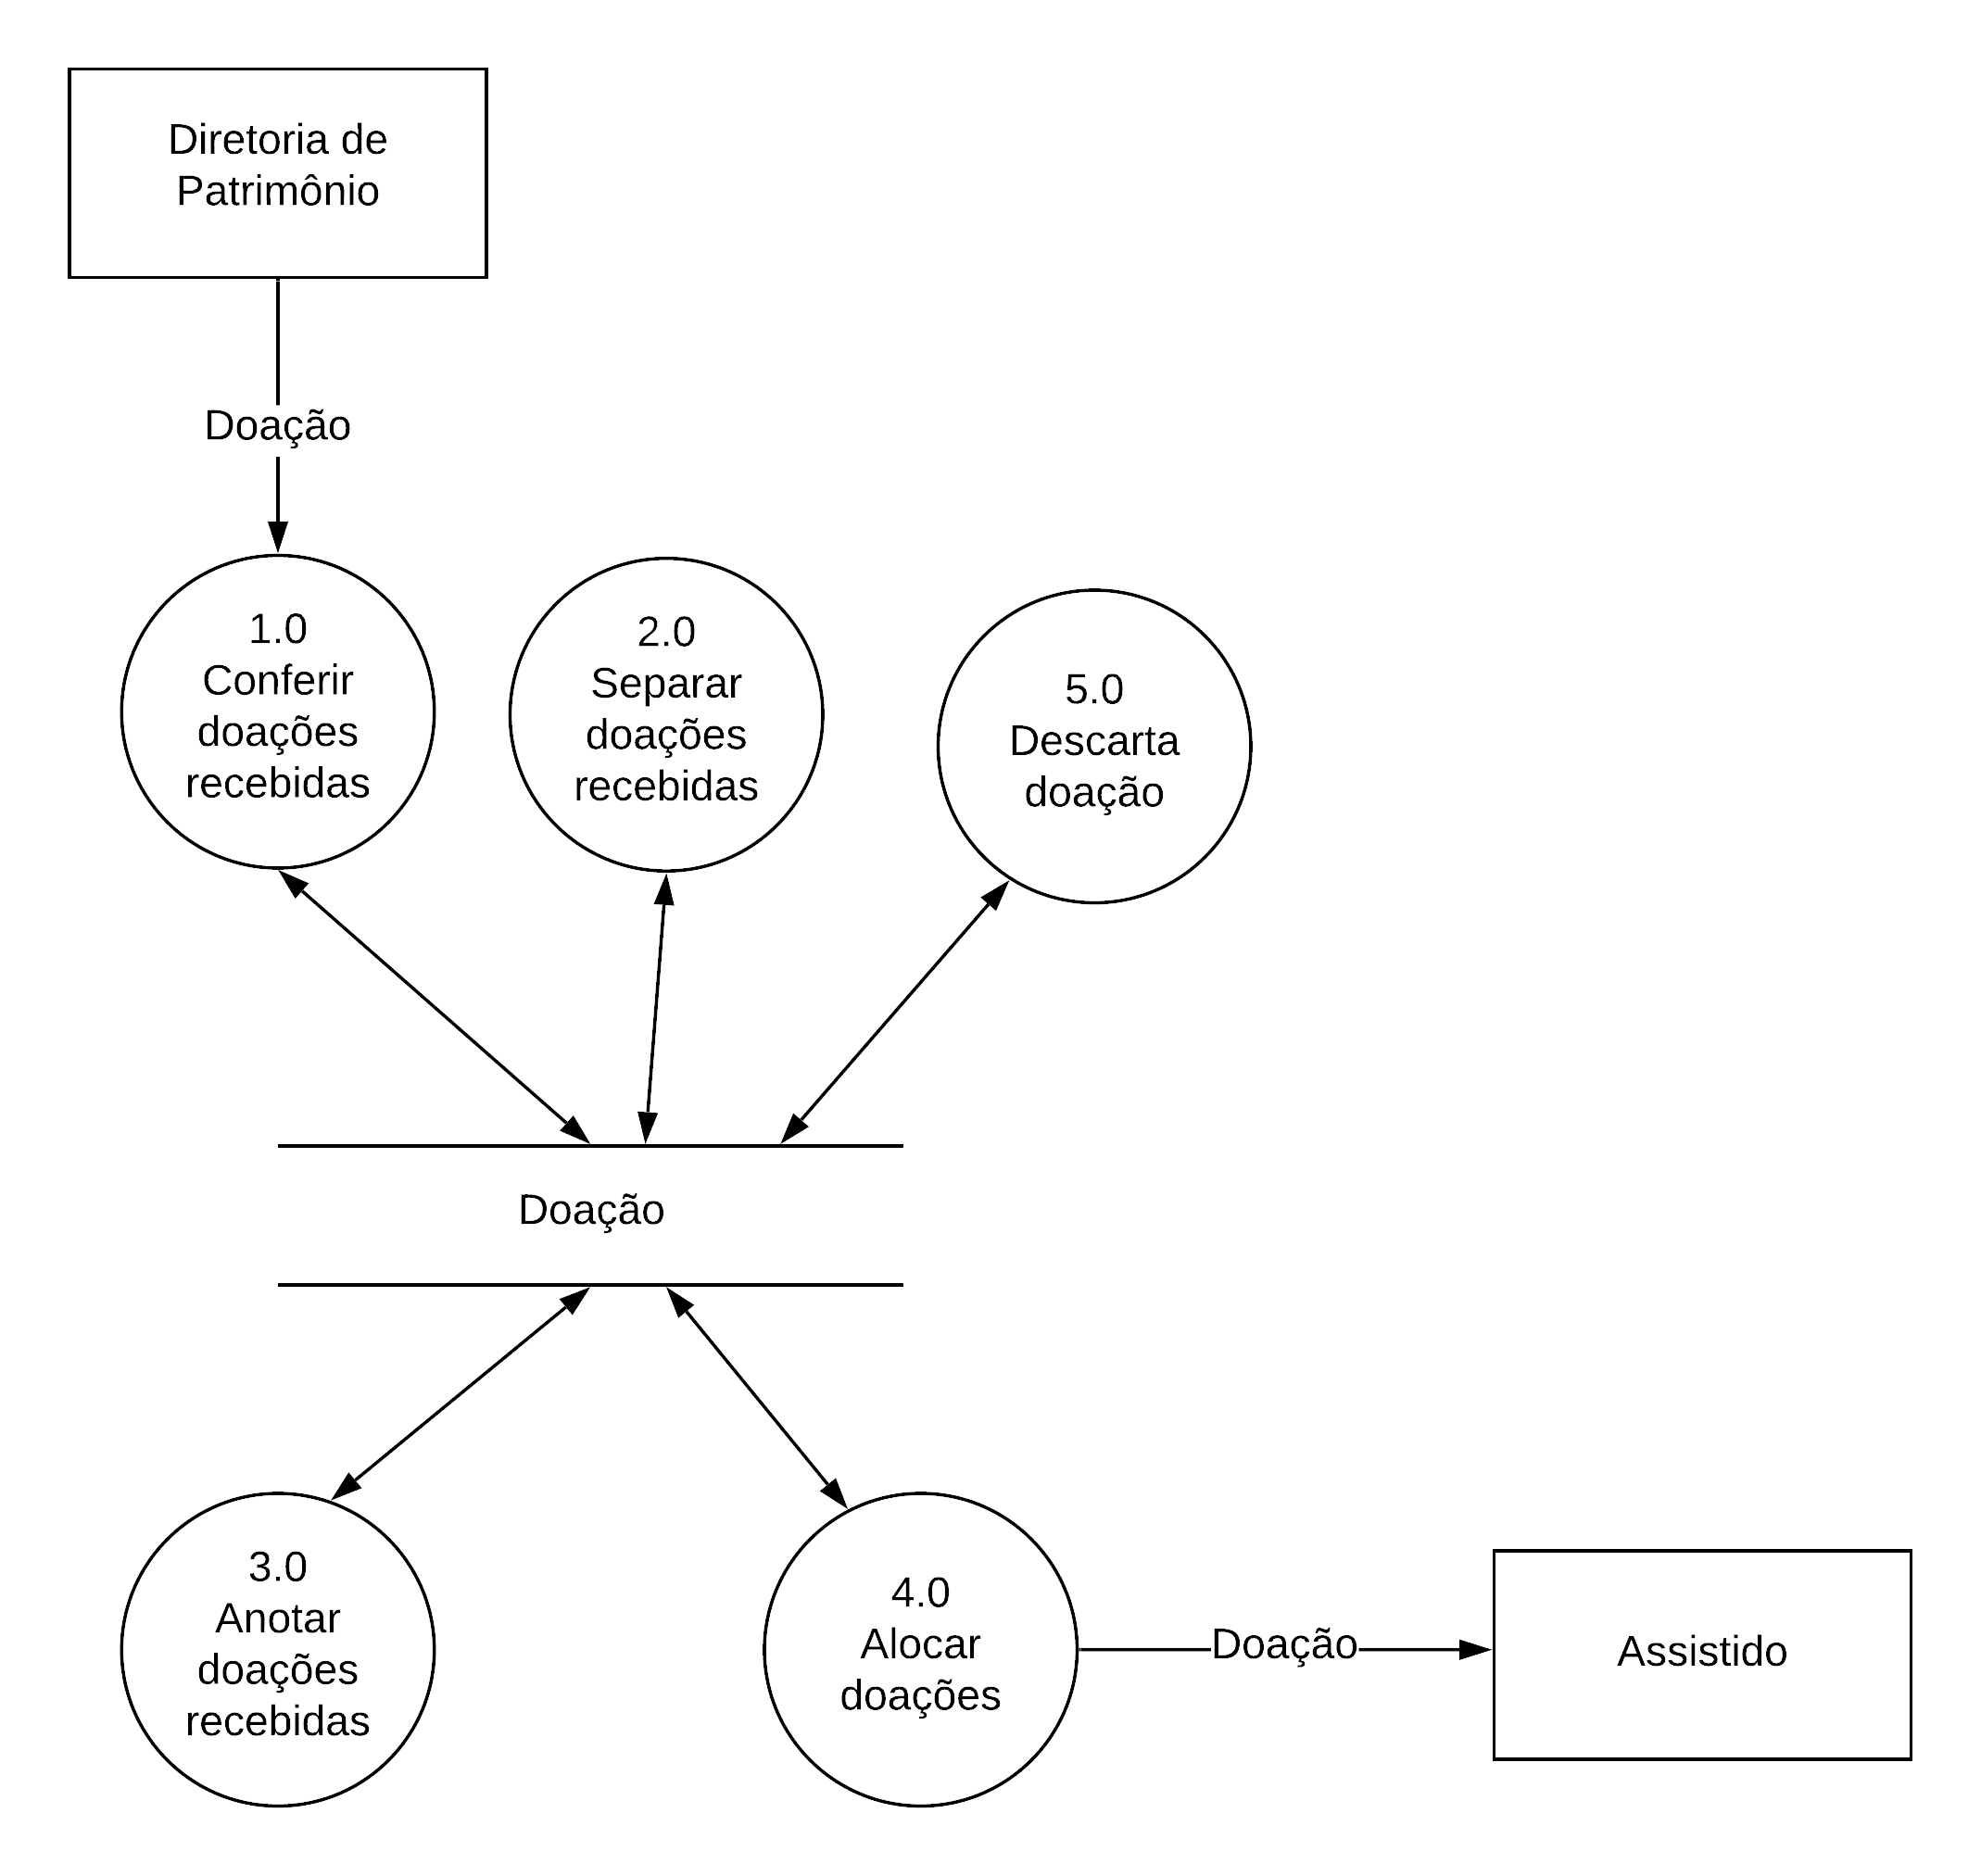 Diretoria de
Patrimônio
Doação
1.0
Conferir
doações
recebidas
2.0
Separar
doações
recebidas
5.0
Descarta
doação
Doação
3.0
Anotar
doações
recebidas
4.0
Alocar
doações
Doação
Assistido